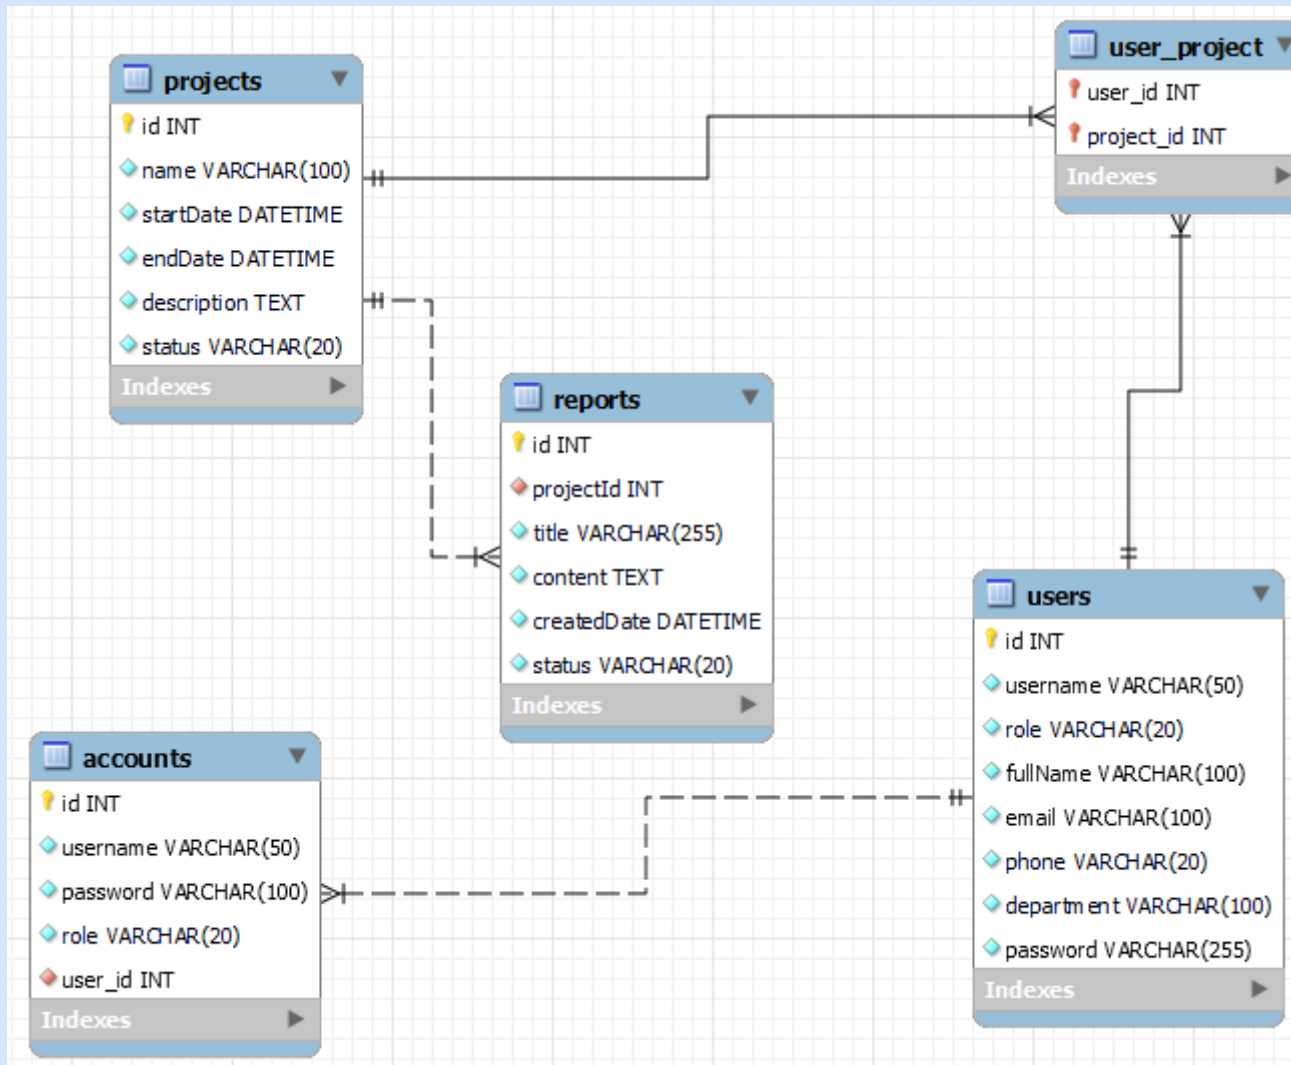 projects
id INT
name VARCHAR(100)
startDate DATETIME
endDate DATETIME
description TEXT
status VARCHAR(20)
Indexes
user_project
user_id INT
project_id INT
Indexes
reports
id INT
projectId INT
title VARCHAR(255)
content TEXT
createdDate DATETIME
status VARCHAR(20)
Indexes
users
id INT
username VARCHAR(50)
role VARCHAR(20)
fullName VARCHAR(100)
email VARCHAR(100)
phone VARCHAR(20)
department VARCHAR(100)
password VARCHAR(255)
Indexes
accounts
id INT
username VARCHAR(50)
password VARCHAR(100)
role VARCHAR(20)
user_id INT
Indexes